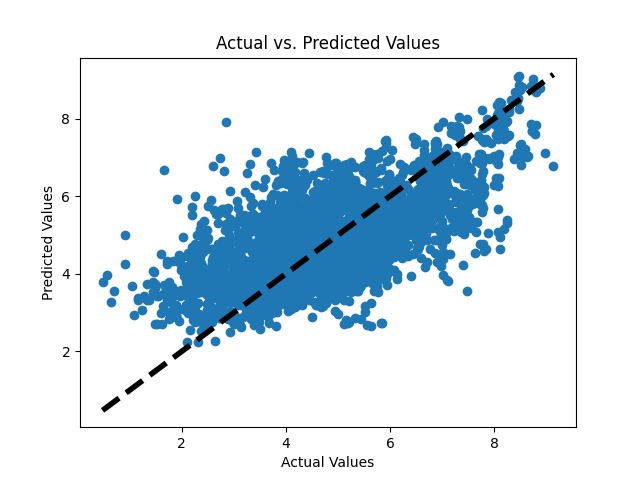 Actual vs. Predicted Values
8
6
4
2
Predicted Values
2 4 6 8
Actual Values